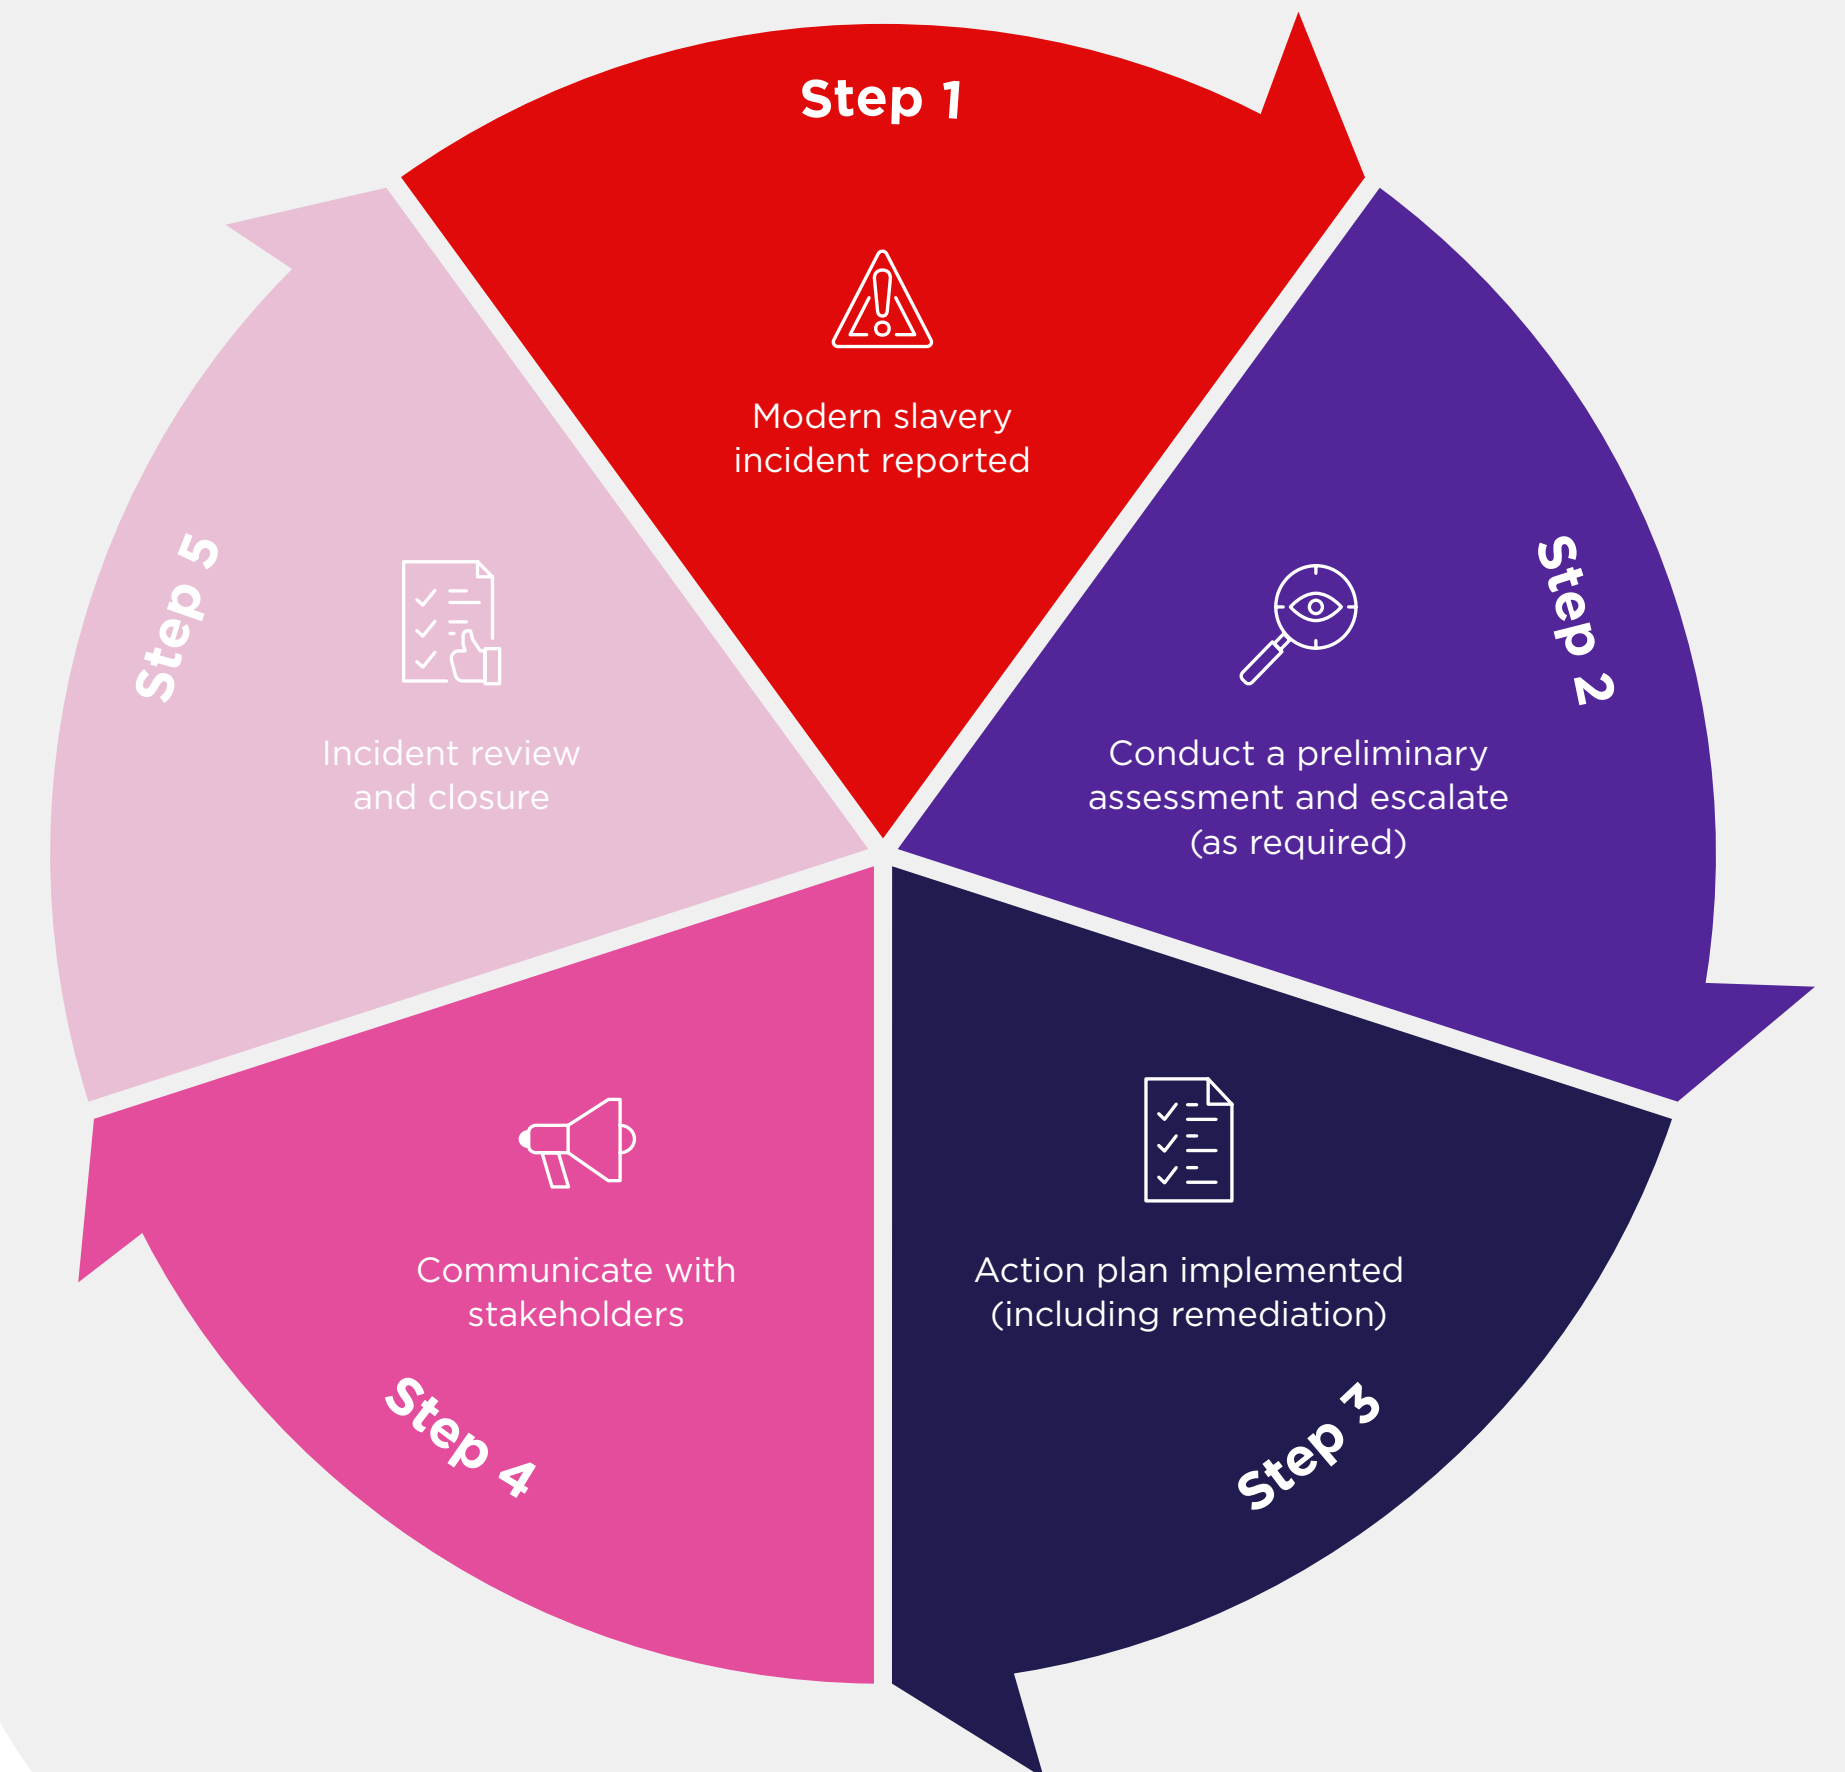 Step 1
Modern slavery
incident reported
Step 2
Conduct a preliminary
assessment and escalate
(as required)
Step 3
Action plan implemented
(including remediation)
Step 4
Communicate with
stakeholders
Step 5
Incident review
and closure